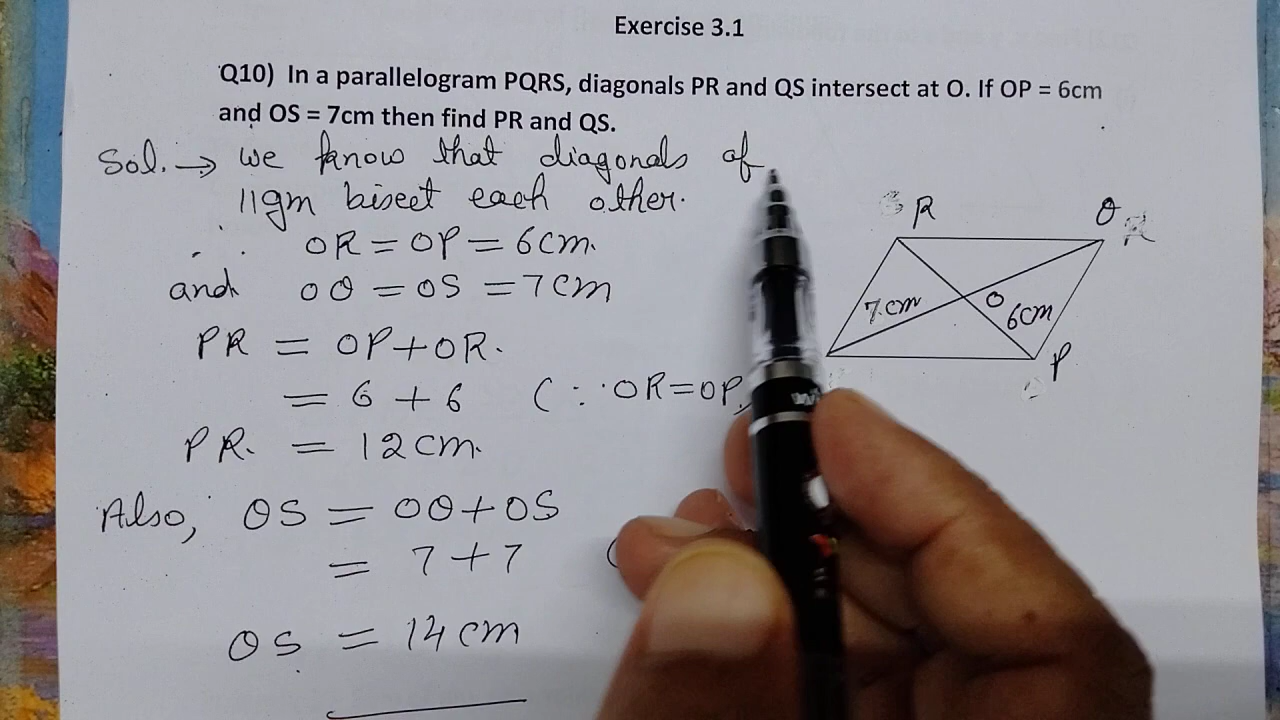 Exercise 3.1
Q10) In a parallelogram PQRS, diagonals PR and QS intersect at O. If OP = 6cm
and OS = 7cm then find PR and QS.
Sol. → we know that diagonals of
||gm bisect each other.
∴ OR = OP = 6cm.
and OQ = OS = 7cm
PR = OP + OR.
= 6 + 6 (∵ OR = OP
PR. = 12cm.
Also, QS = OQ + OS
= 7 + 7 (
QS = 14cm
R Q
7cm O 6cm
P